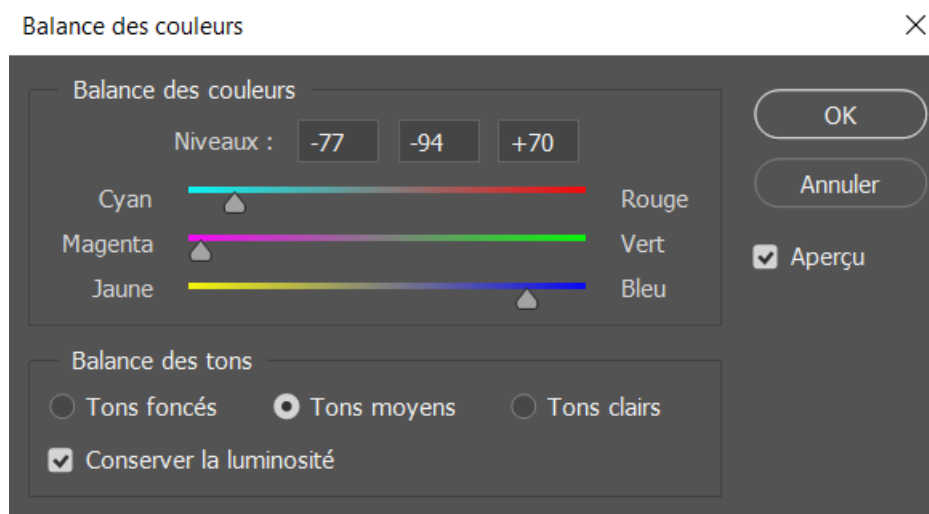 Balance des couleurs
Balance des couleurs
Niveaux : -77 -94 +70
Cyan Rouge
Magenta Vert
Jaune Bleu
OK
Annuler
Aperçu
Balance des tons
Tons foncés Tons moyens Tons clairs
Conserver la luminosité